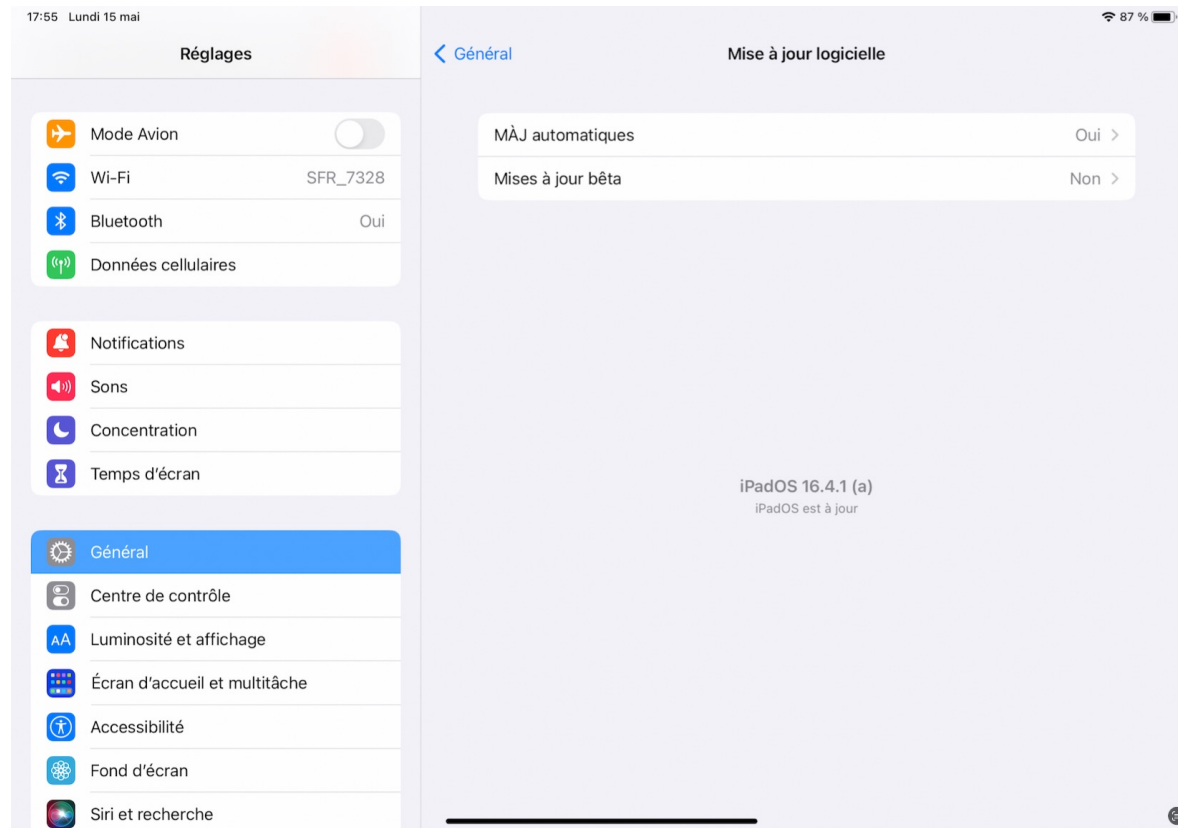 17:55 Lundi 15 mai
87 %
Réglages
Mode Avion
Wi-Fi SFR_7328
Bluetooth Oui
Données cellulaires
Notifications
Sons
Concentration
Temps d’écran
Général
Centre de contrôle
AA Luminosité et affichage
Écran d’accueil et multitâche
Accessibilité
Fond d’écran
Siri et recherche
Général
Mise à jour logicielle
MÀJ automatiques Oui
Mises à jour bêta Non
iPadOS 16.4.1 (a)
iPadOS est à jour